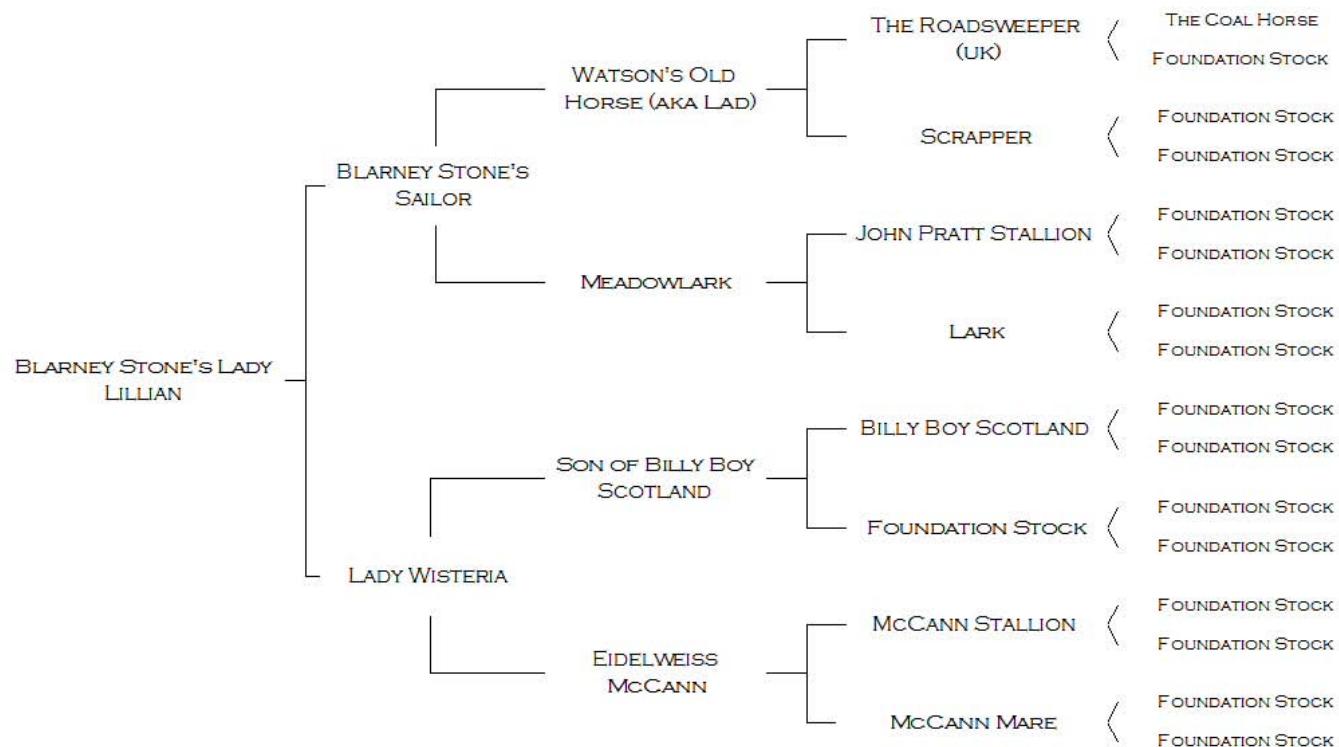 The Roadsweeper
(UK)
The Coal Horse
Foundation Stock
Watson's Old
Horse (aka Lad)
Scrapper
Foundation Stock
Foundation Stock
Blarney Stone's
Sailor
John Pratt Stallion
Foundation Stock
Foundation Stock
Meadowlark
Lark
Foundation Stock
Foundation Stock
Blarney Stone's Lady
Lillian
Billy Boy Scotland
Foundation Stock
Foundation Stock
Son of Billy Boy
Scotland
Foundation Stock
Foundation Stock
Foundation Stock
Lady Wisteria
McCann Stallion
Foundation Stock
Foundation Stock
Eidelweiss
McCann
McCann Mare
Foundation Stock
Foundation Stock